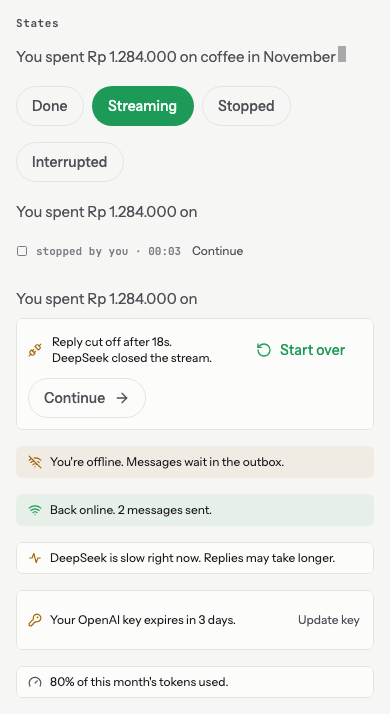 States
You spent Rp 1.284.000 on coffee in November
Done
Streaming
Stopped
Interrupted
You spent Rp 1.284.000 on
stopped by you · 00:03 Continue
You spent Rp 1.284.000 on
Reply cut off after 18s.
DeepSeek closed the stream.
Start over
Continue →
You're offline. Messages wait in the outbox.
Back online. 2 messages sent.
DeepSeek is slow right now. Replies may take longer.
Your OpenAI key expires in 3 days. Update key
80% of this month's tokens used.